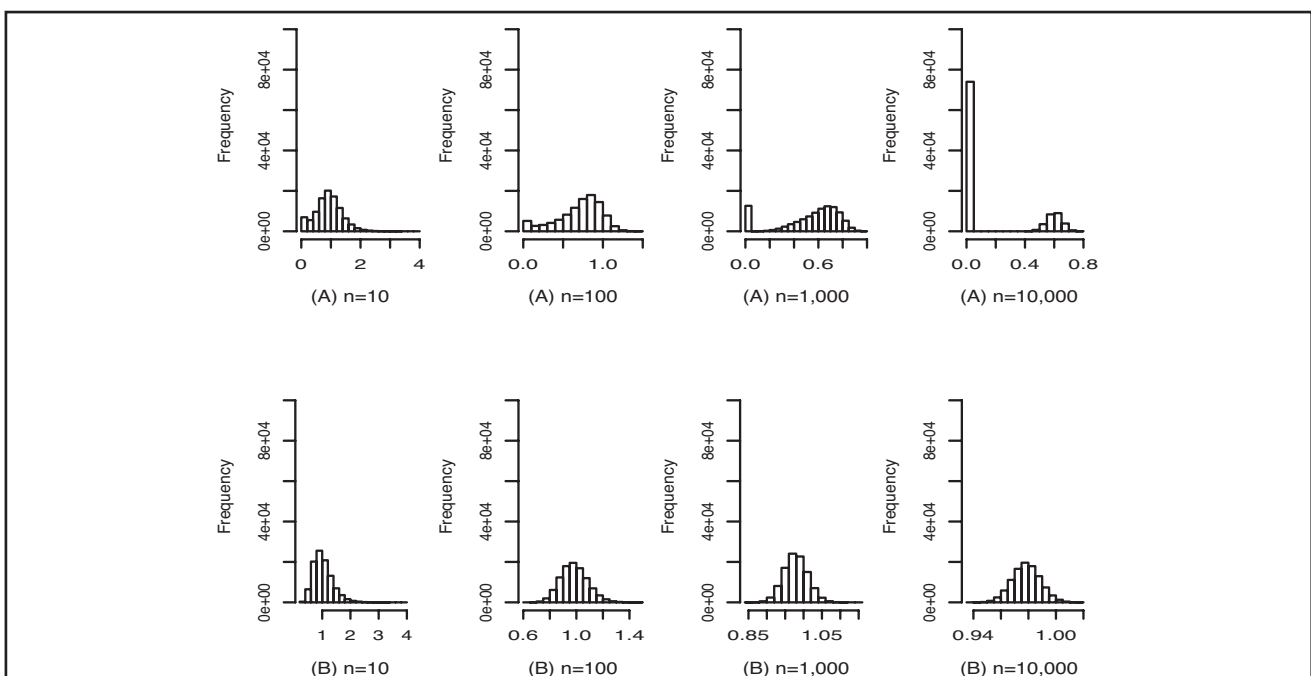 Frequency
0e+00 4e+04 8e+04
0 2 4
(A) n=10
Frequency
0e+00 4e+04 8e+04
0.0 1.0
(A) n=100
Frequency
0e+00 4e+04 8e+04
0.0 0.6
(A) n=1,000
Frequency
0e+00 4e+04 8e+04
0.0 0.4 0.8
(A) n=10,000
Frequency
0e+00 4e+04 8e+04
1 2 3 4
(B) n=10
Frequency
0e+00 4e+04 8e+04
0.6 1.0 1.4
(B) n=100
Frequency
0e+00 4e+04 8e+04
0.85 1.05
(B) n=1,000
Frequency
0e+00 4e+04 8e+04
0.94 1.00
(B) n=10,000